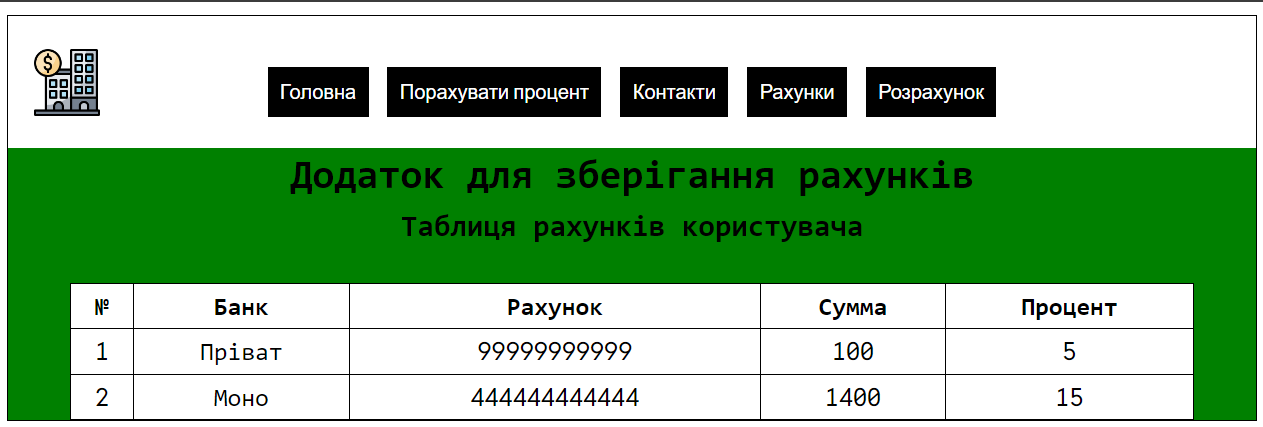 $
Головна Порахувати процент Контакти Рахунки Розрахунок
Додаток для зберігання рахунків
Таблиця рахунків користувача
№ Банк Рахунок Сумма Процент
1 Пріват 99999999999 100 5
2 Моно 444444444444 1400 15